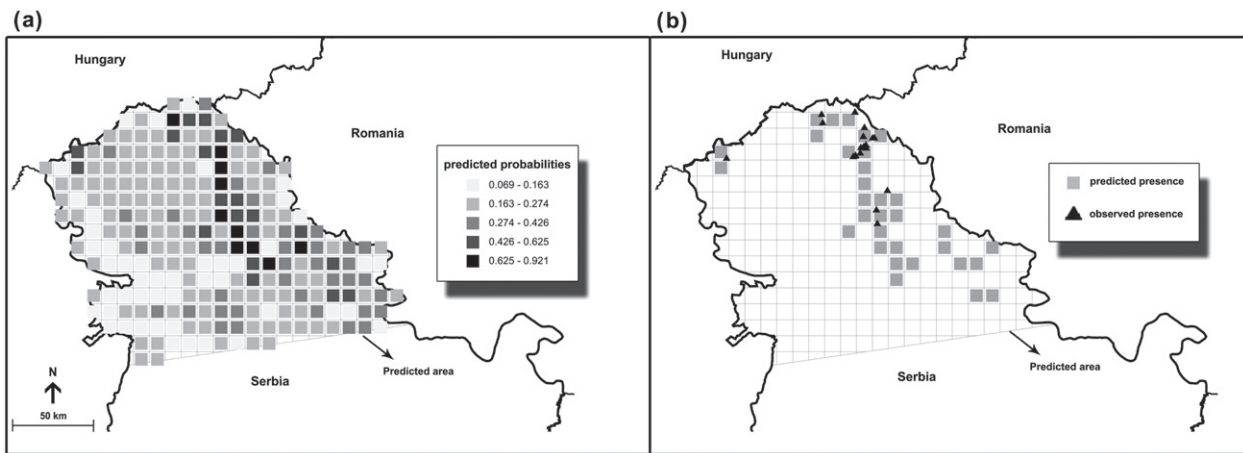 (a)
Hungary
Romania
predicted probabilities
0.069 - 0.163
0.163 - 0.274
0.274 - 0.426
0.426 - 0.625
0.625 - 0.921
Predicted area
Serbia
N
50 km
(b)
Hungary
Romania
predicted presence
observed presence
Predicted area
Serbia